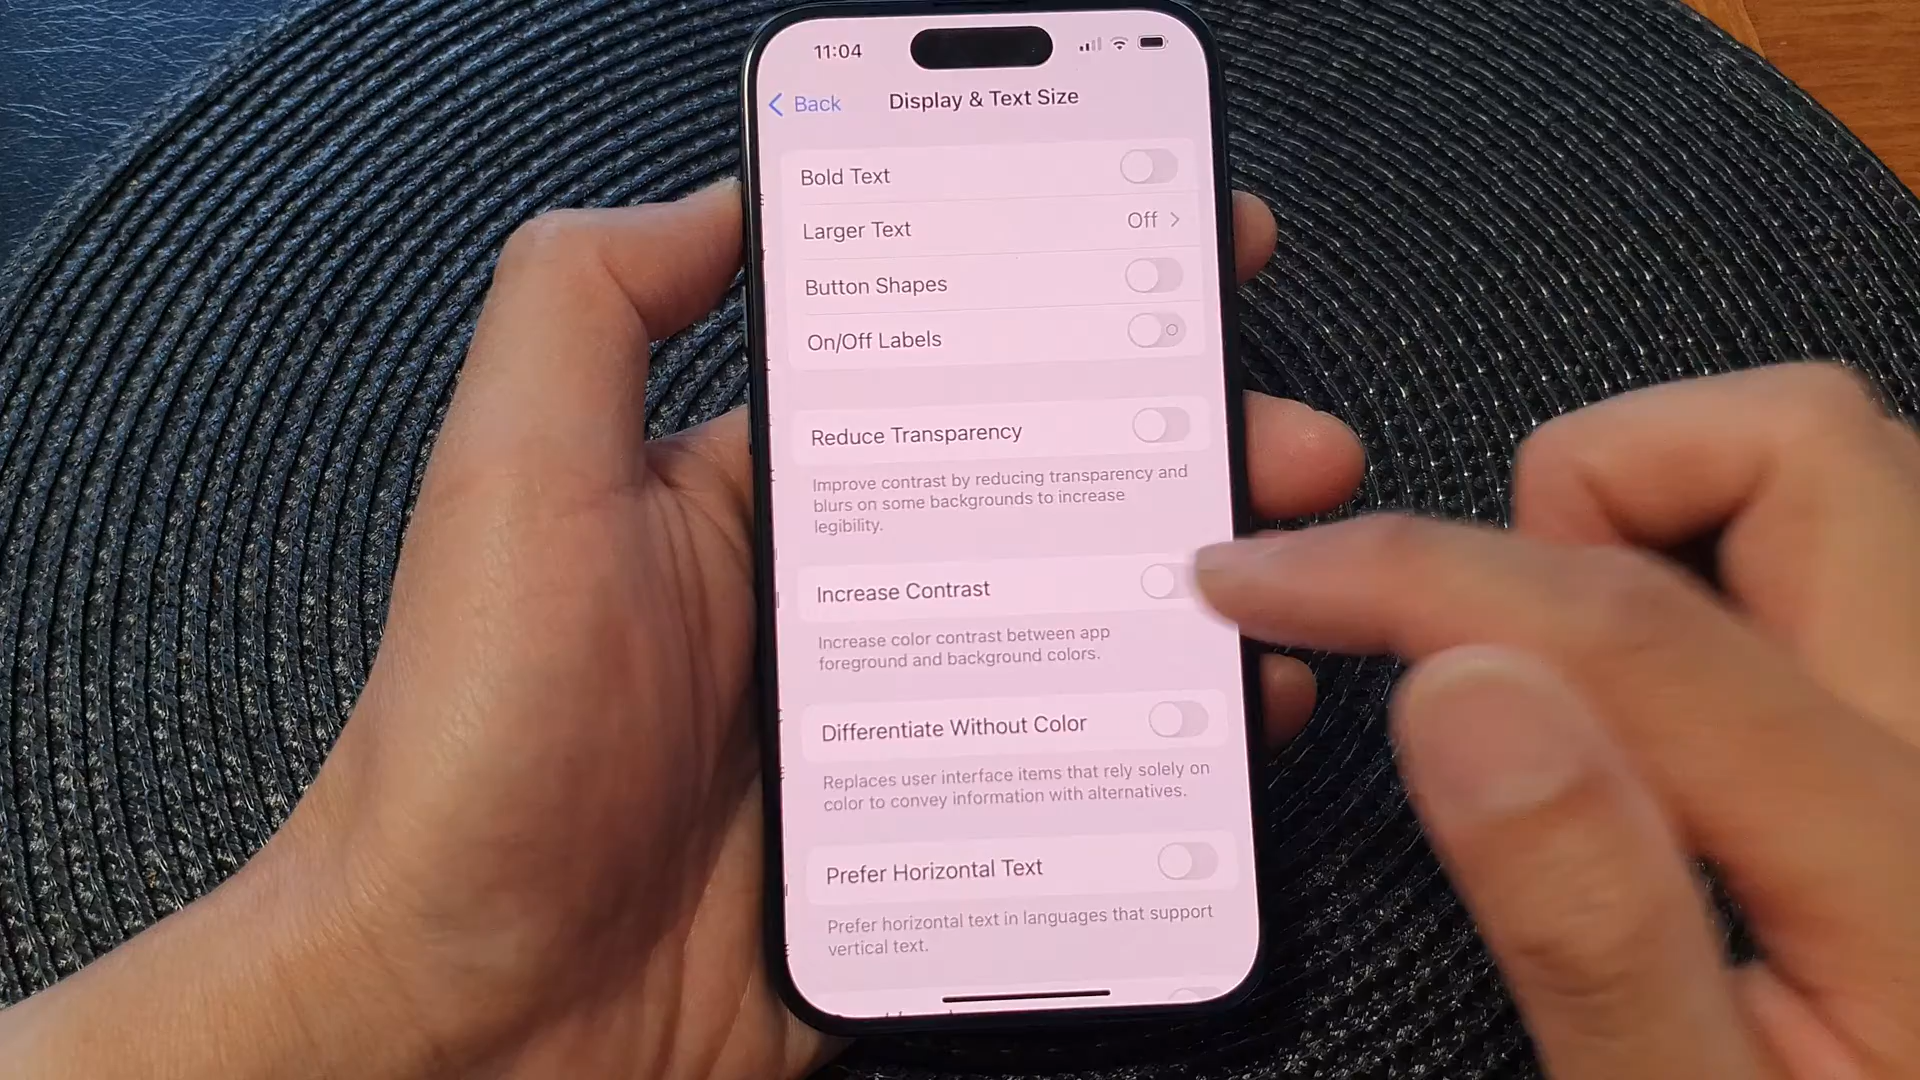 11:04
Back
Display & Text Size
Bold Text
Larger Text
Off
Button Shapes
On/Off Labels
Reduce Transparency
Improve contrast by reducing transparency and
blurs on some backgrounds to increase
legibility.
Increase Contrast
Increase color contrast between app
foreground and background colors.
Differentiate Without Color
Replaces user interface items that rely solely on
color to convey information with alternatives.
Prefer Horizontal Text
Prefer horizontal text in languages that support
vertical text.